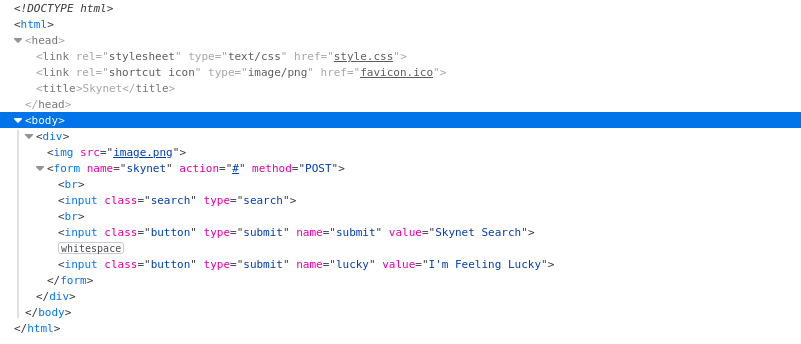 <!DOCTYPE html>
<html>
<head>
<link rel="stylesheet" type="text/css" href="style.css">
<link rel="shortcut icon" type="image/png" href="favicon.ico">
<title>Skynet</title>
</head>
<body>
<div>
<img src="image.png">
<form name="skynet" action="#" method="POST">
<br>
<input class="search" type="search">
<br>
<input class="button" type="submit" name="submit" value="Skynet Search">
whitespace
<input class="button" type="submit" name="lucky" value="I'm Feeling Lucky">
</form>
</div>
</body>
</html>